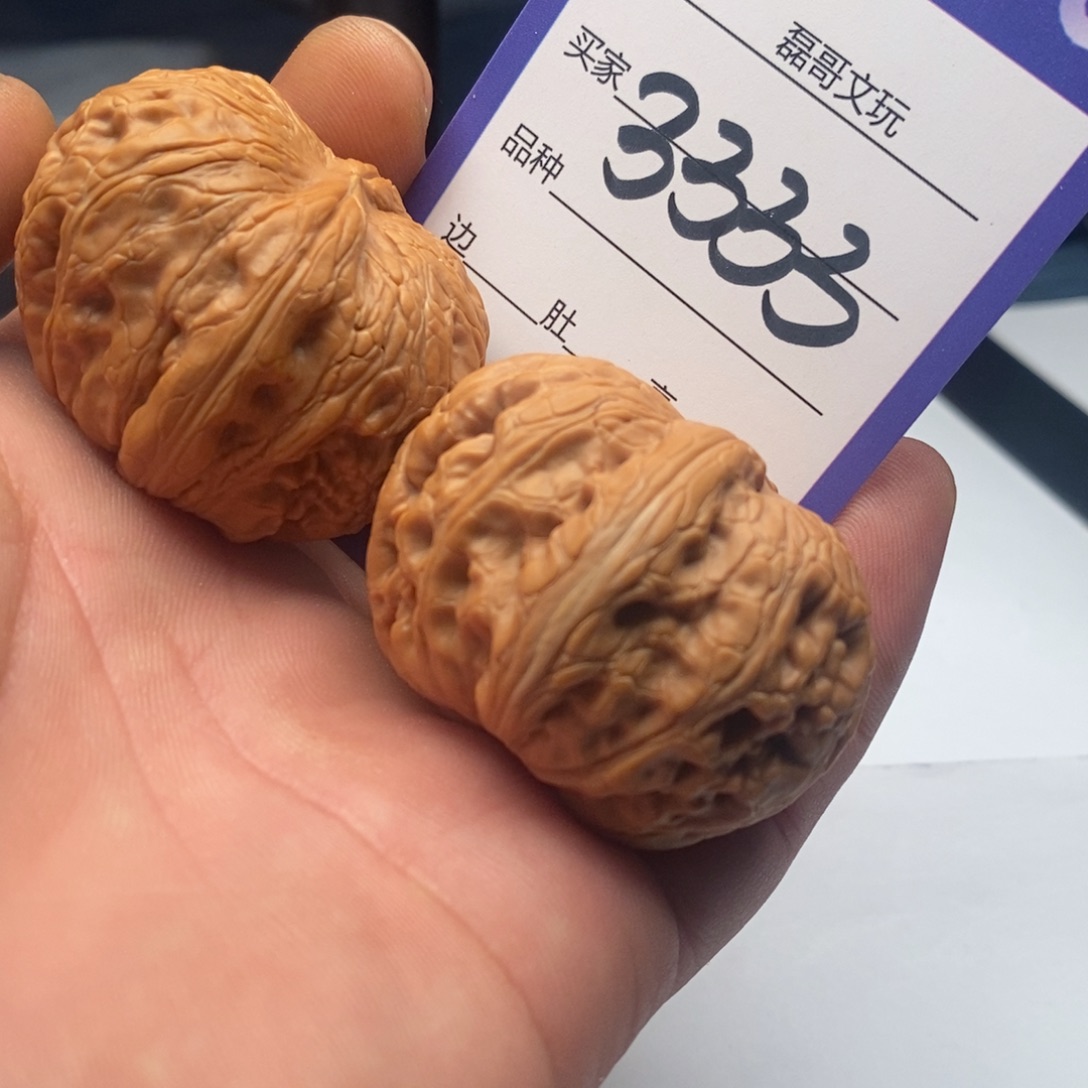 磊哥文玩
买家 3333
品种
边 肚